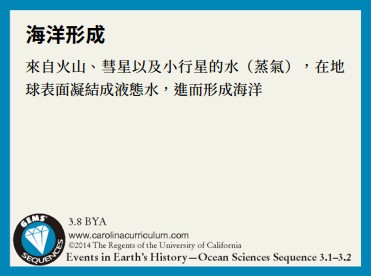 海洋形成
來自火山、彗星以及小行星的水（蒸氣），在地
球表面凝結成液態水，進而形成海洋
GEMS
SEQUENCES
3.8 BYA
www.carolinacurriculum.com
©2014 The Regents of the University of California
Events in Earth's History—Ocean Sciences Sequence 3.1–3.2